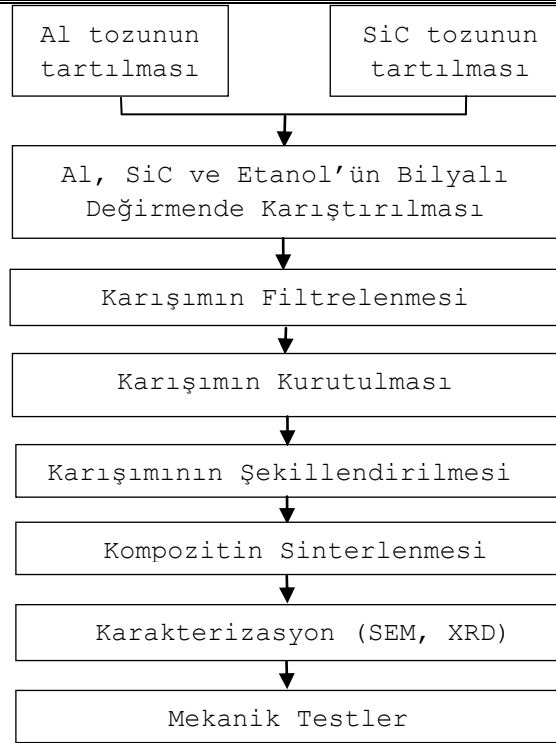 Al tozunun
tartılması
SiC tozunun
tartılması
Al, SiC ve Etanol’ün Bilyalı
Değirmende Karıştırılması
Karışımın Filtrelenmesi
Karışımın Kurutulması
Karışımının Şekillendirilmesi
Kompozitin Sinterlenmesi
Karakterizasyon (SEM, XRD)
Mekanik Testler